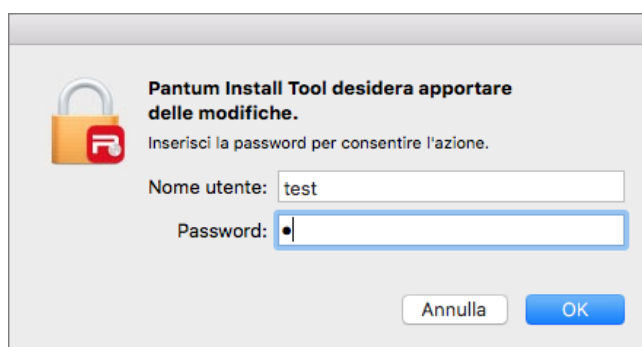 Pantum Install Tool desidera apportare
delle modifiche.
Inserisci la password per consentire l'azione.
Nome utente: test
Password: •
Annulla OK